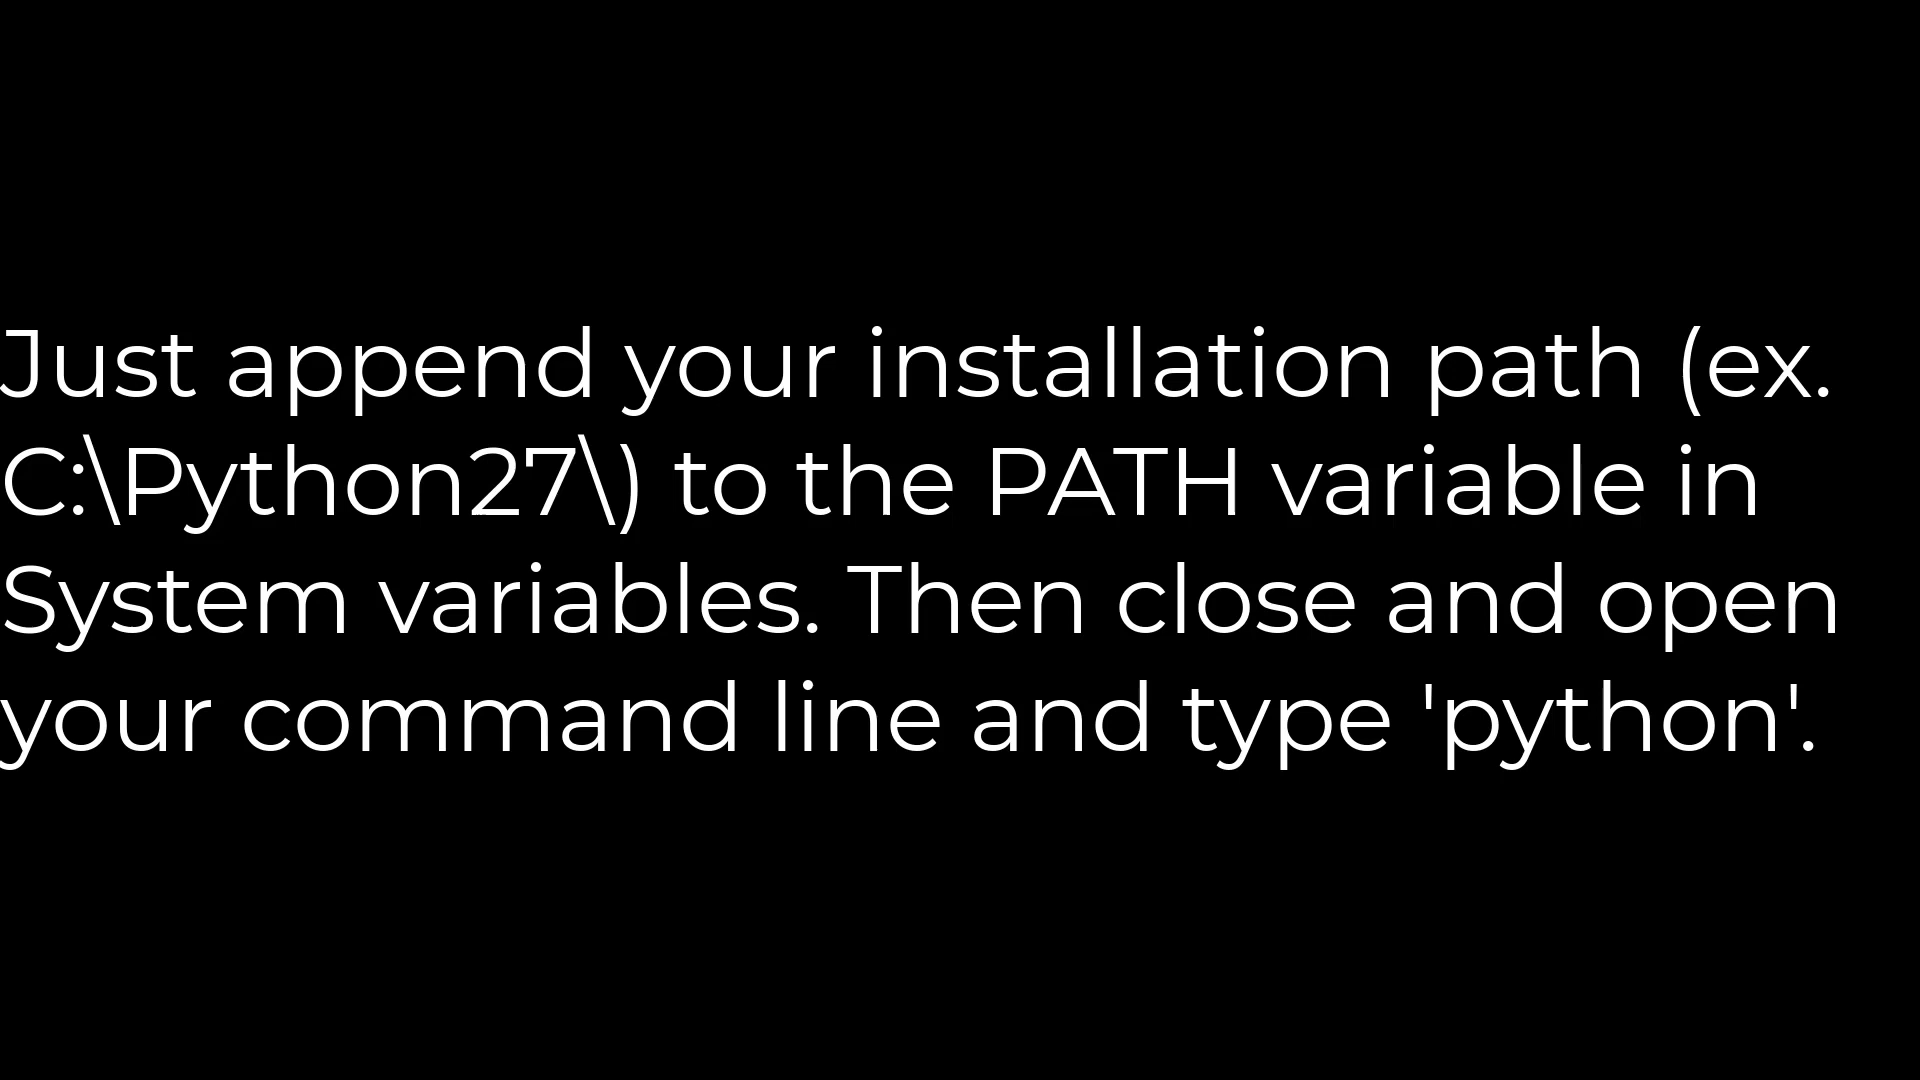 Just append your installation path (ex.
C:\Python27\) to the PATH variable in
System variables. Then close and open
your command line and type 'python'.